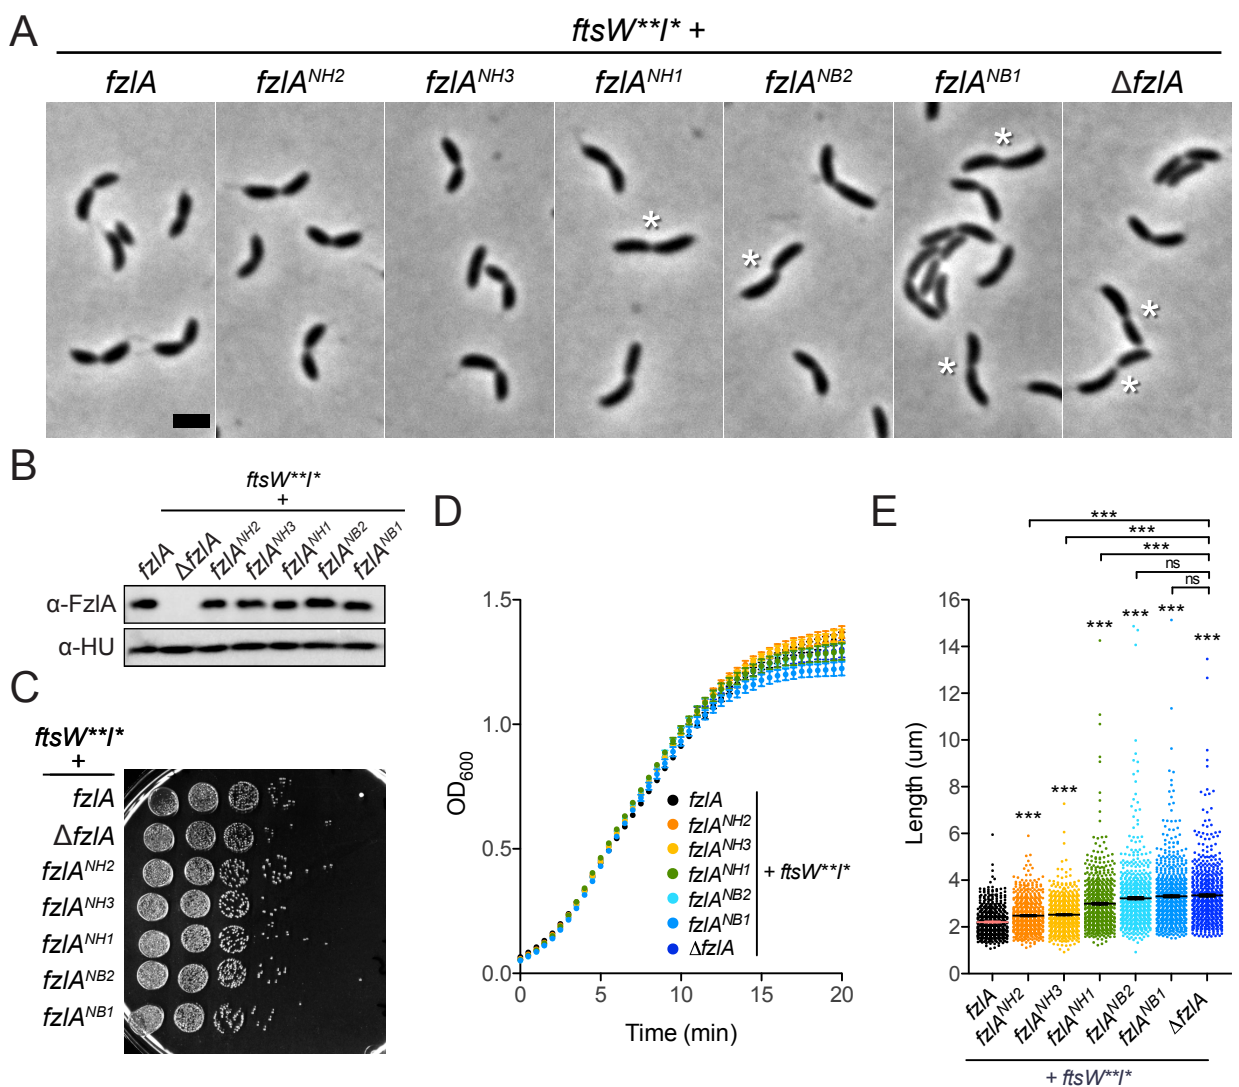 A
ftsW**I* +
fzlA fzlA^NH2 fzlA^NH3 fzlA^NH1 fzlA^NB2 fzlA^NB1 ΔfzlA
*
*
*
*
*
*
B
ftsW**I*
+
fzlA ΔfzlA fzlA^NH2 fzlA^NH3 fzlA^NH1 fzlA^NB2 fzlA^NB1
α-FzlA
α-HU
C
ftsW**I*
+
fzlA
ΔfzlA
fzlA^NH2
fzlA^NH3
fzlA^NH1
fzlA^NB2
fzlA^NB1
D
1.5
1.0
0.5
0.0
OD600
0 5 10 15 20
Time (min)
fzlA
fzlA^NH2
fzlA^NH3
fzlA^NH1
fzlA^NB2
fzlA^NB1
ΔfzlA
+ ftsW**I*
E
***
***
***
ns
ns
*** *** *** *** *** ***
16
14
12
10
8
6
4
2
0
Length (um)
fzlA fzlA^NH2 fzlA^NH3 fzlA^NH1 fzlA^NB2 fzlA^NB1 ΔfzlA
+ ftsW**I*